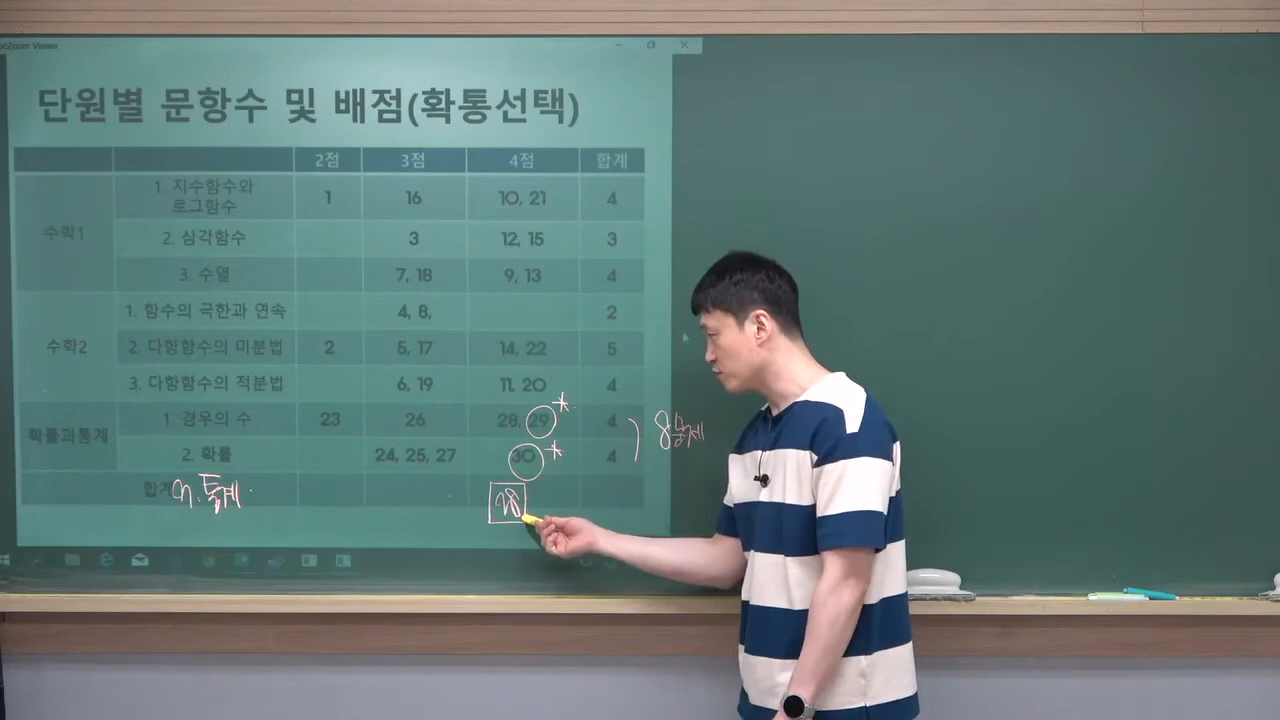 Zoom Viewer
단원별 문항수 및 배점(확통선택)
2점 3점 4점 합계
수학1 1. 지수함수와 로그함수 1 16 10, 21 4
2. 삼각함수 3 12, 15 3
3. 수열 7, 18 9, 13 4
수학2 1. 함수의 극한과 연속 4, 8, 2
2. 다항함수의 미분법 2 5, 17 14, 22 5
3. 다항함수의 적분법 6, 19 11, 20 4
확률과통계 1. 경우의 수 23 26 28, 29 4
8문제
2. 확률 24, 25, 27 30 4
합계
통계
28